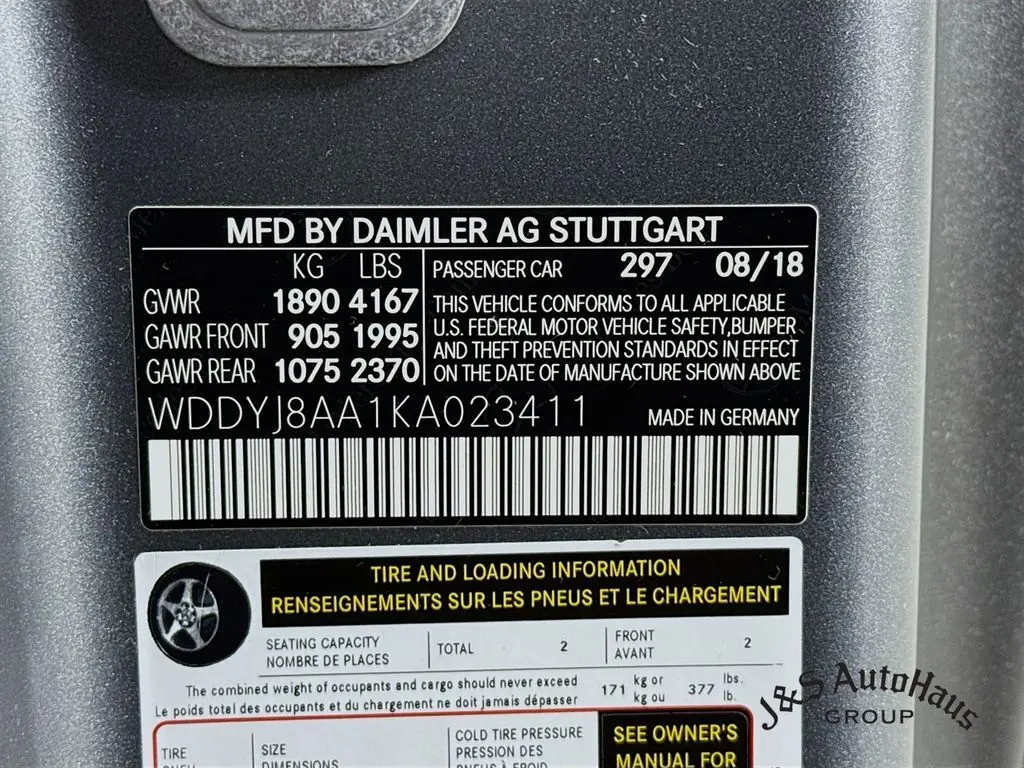 MFD BY DAIMLER AG STUTTGART
KG LBS
GVWR 1890 4167
GAWR FRONT 905 1995
GAWR REAR 1075 2370
PASSENGER CAR 297 08/18
THIS VEHICLE CONFORMS TO ALL APPLICABLE
U.S. FEDERAL MOTOR VEHICLE SAFETY,BUMPER
AND THEFT PREVENTION STANDARDS IN EFFECT
ON THE DATE OF MANUFACTURE SHOWN ABOVE
WDDYJ8AA1KA023411 MADE IN GERMANY
TIRE AND LOADING INFORMATION
RENSEIGNEMENTS SUR LES PNEUS ET LE CHARGEMENT
SEATING CAPACITY
NOMBRE DE PLACES
TOTAL 2
FRONT
AVANT
2
The combined weight of occupants and cargo should never exceed
Le poids total des occupants et du chargement ne doit jamais dépasser
171 kg or
kg ou
377 lbs.
lb.
TIRE
SIZE
DIMENSIONS
COLD TIRE PRESSURE
PRESSION DES
SEE OWNER'S
MANUAL FOR
J&S AutoHaus
GROUP